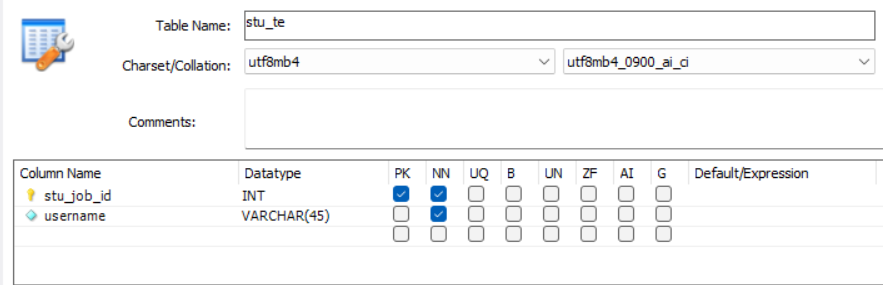 Table Name: stu_te
Charset/Collation: utf8mb4 utf8mb4_0900_ai_ci
Comments:
Column Name Datatype PK NN UQ B UN ZF AI G Default/Expression
stu_job_id INT
username VARCHAR(45)